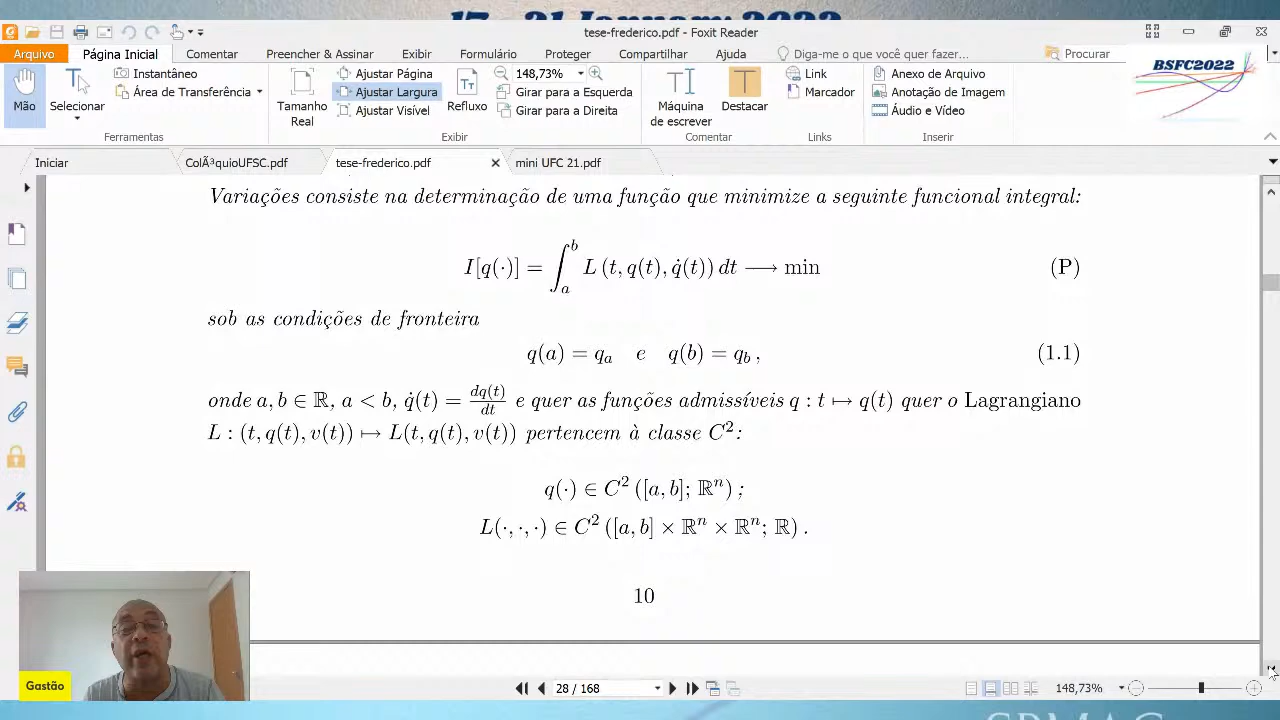 17 - 21 January 2022
tese-frederico.pdf - Foxit Reader
Arquivo Página Inicial Comentar Preencher & Assinar Exibir Formulário Proteger Compartilhar Ajuda Diga-me o que você quer fazer... Procurar
BSFC2022
Mão
Selecionar
Instantâneo
Área de Transferência
Ferramentas
Tamanho
Real
Ajustar Página
Ajustar Largura
Ajustar Visível
Refluxo
148,73%
Girar para a Esquerda
Girar para a Direita
Exibir
Máquina
de escrever
Destacar
Comentar
Link
Marcador
Links
Anexo de Arquivo
Anotação de Imagem
Áudio e Vídeo
Inserir
Iniciar ColÃ³quioUFSC.pdf tese-frederico.pdf mini UFC 21.pdf
Variações consiste na determinação de uma função que minimize a seguinte funcional integral:
I[q(·)] = ∫_a^b L (t, q(t), q̇(t)) dt ⟶ min (P)
sob as condições de fronteira
q(a) = q_a e q(b) = q_b , (1.1)
onde a, b ∈ ℝ, a < b, q̇(t) = dq(t)/dt e quer as funções admissíveis q : t ↦ q(t) quer o Lagrangiano
L : (t, q(t), v(t)) ↦ L(t, q(t), v(t)) pertencem à classe C²:
q(·) ∈ C² ([a, b]; ℝⁿ) ;
L(·, ·, ·) ∈ C² ([a, b] × ℝⁿ × ℝⁿ; ℝ) .
10
Gastão
28 / 168
148,73%